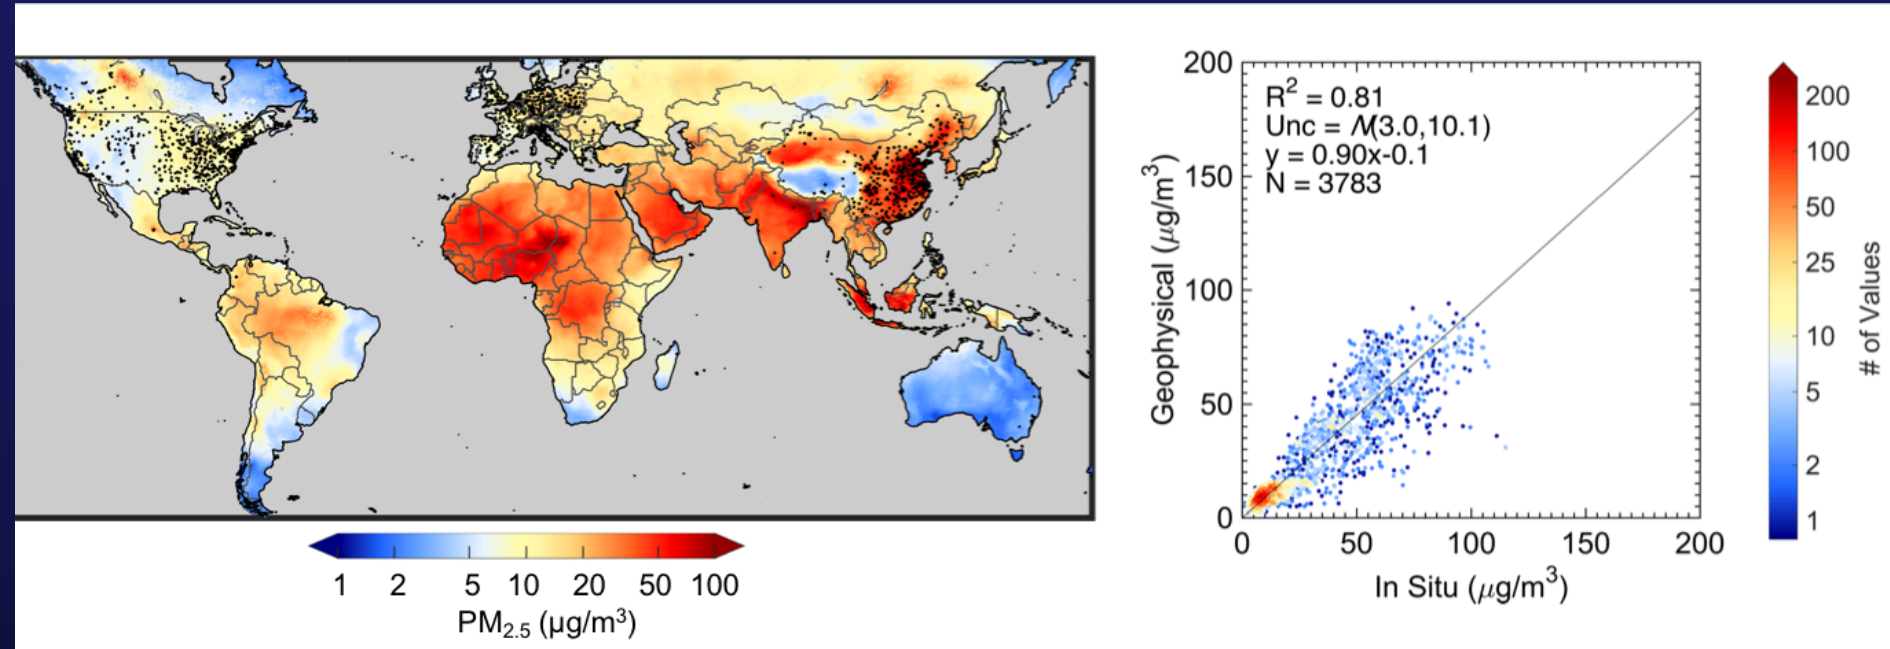 1 2 5 10 20 50 100
PM2.5 (μg/m³)
200
150
100
50
0
Geophysical (μg/m³)
R² = 0.81
Unc = N(3.0,10.1)
y = 0.90x-0.1
N = 3783
0 50 100 150 200
In Situ (μg/m³)
200
100
50
25
10
5
2
1
# of Values